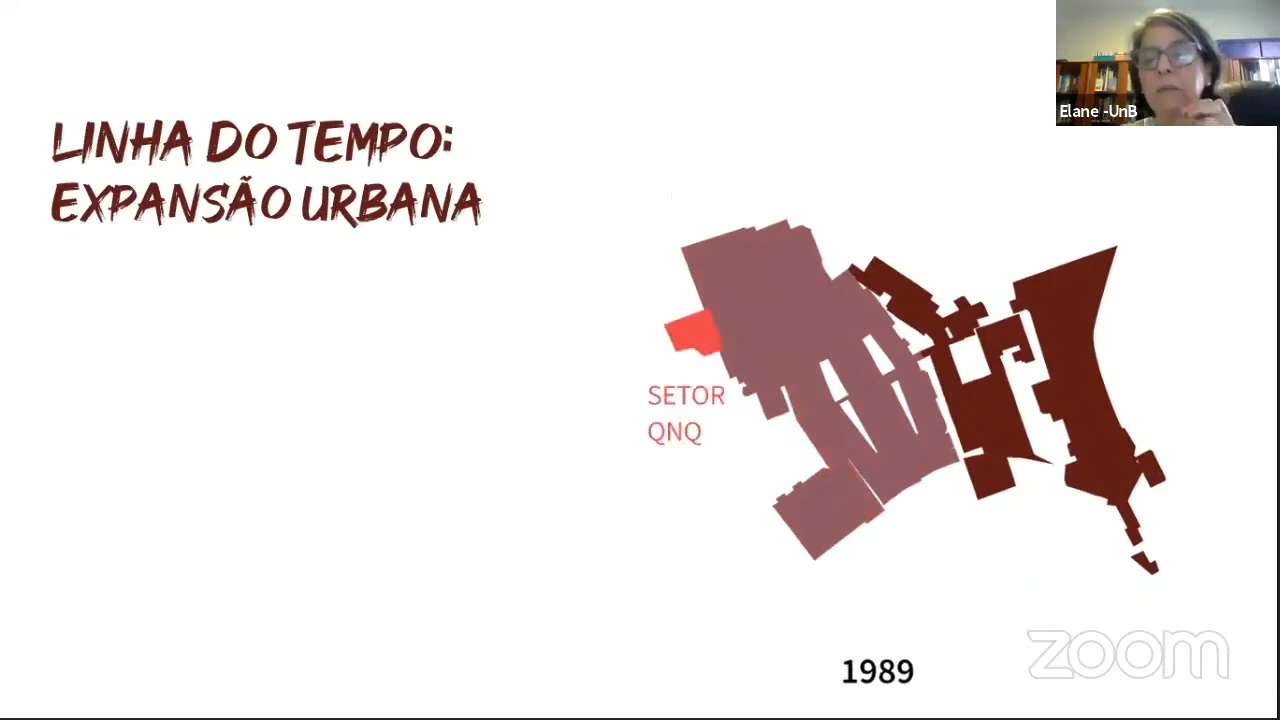 Elane -UnB
LINHA DO TEMPO:
EXPANSÃO URBANA
SETOR
QNQ
1989
zoom